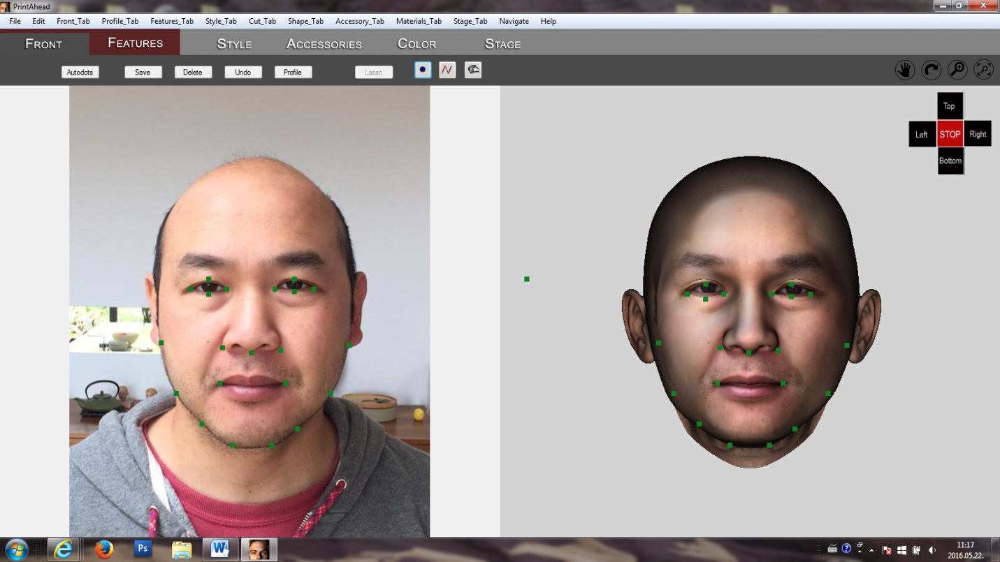 PrintAhead
File Edit Front_Tab Profile_Tab Features_Tab Style_Tab Cut_Tab Shape_Tab Accessory_Tab Materials_Tab Stage_Tab Navigate Help
FRONT FEATURES STYLE ACCESSORIES COLOR STAGE
Autodots Save Delete Undo Profile Lasso
Top
Left STOP Right
Bottom
Ps W
11:17
2016.05.22.